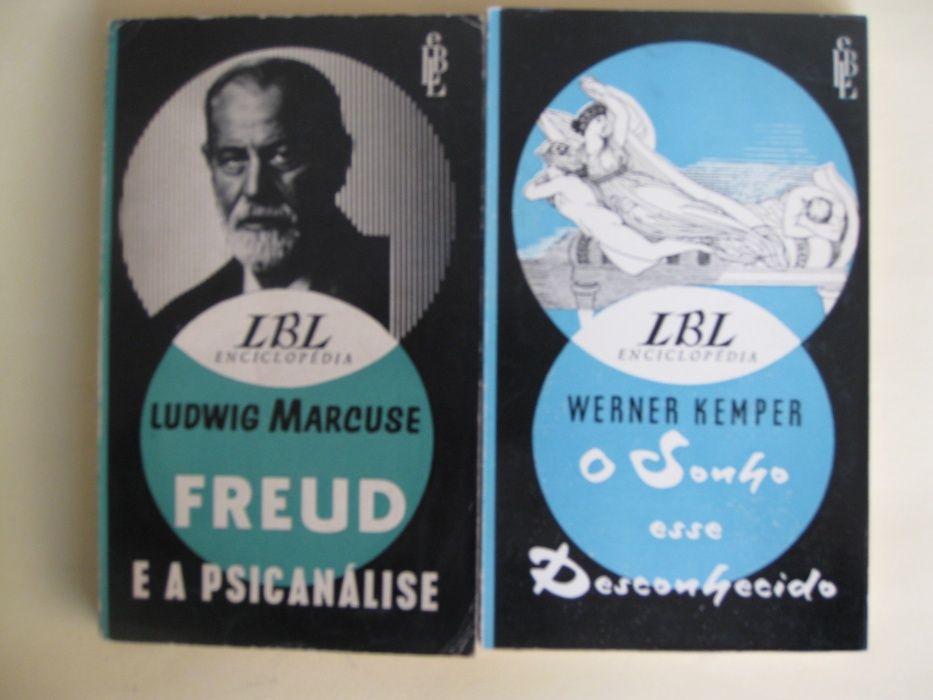 LBL
ENCICLOPÉDIA
LUDWIG MARCUSE
FREUD
E A PSICANÁLISE
LBL
ENCICLOPÉDIA
WERNER KEMPER
O Sonho
esse
Desconhecido